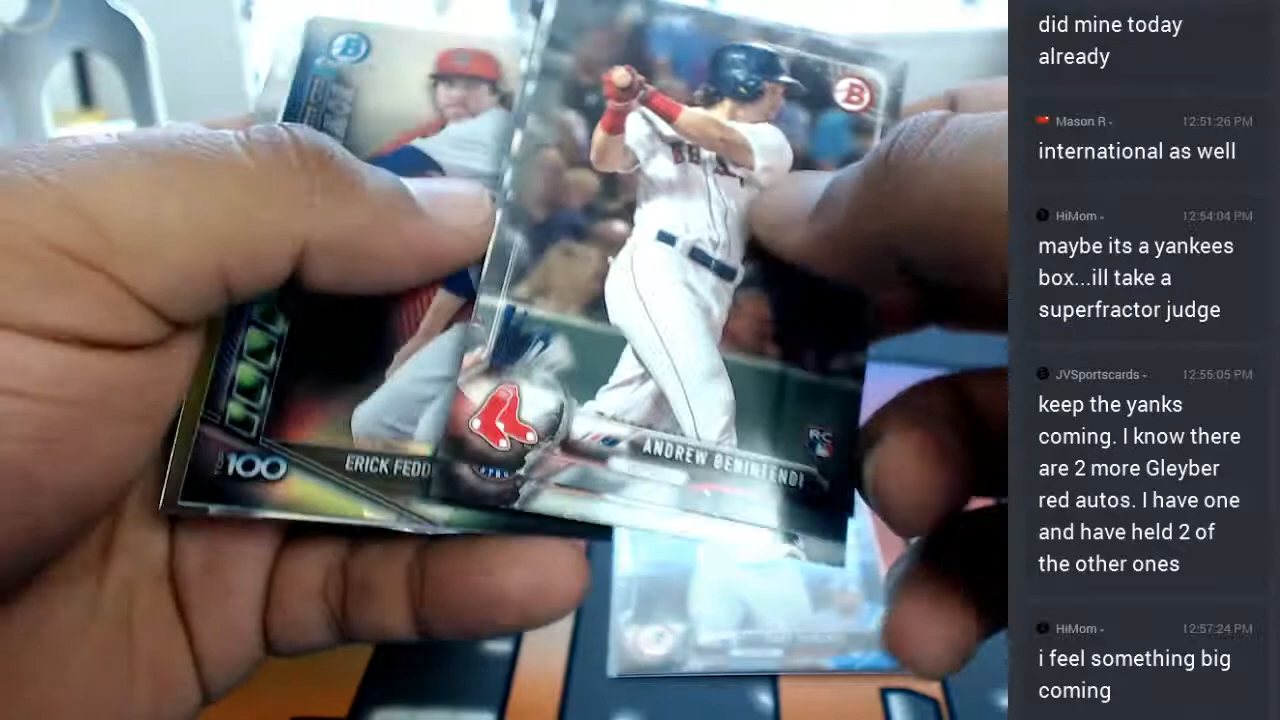 B
B
TOP 100
ERICK FEDD
ANDREW BENINTENDI
RC
did mine today
already
Mason R -
12:51:26 PM
international as well
HiMom -
12:54:04 PM
maybe its a yankees
box...ill take a
superfractor judge
JVSportscards -
12:55:05 PM
keep the yanks
coming. I know there
are 2 more Gleyber
red autos. I have one
and have held 2 of
the other ones
HiMom -
12:57:24 PM
i feel something big
coming